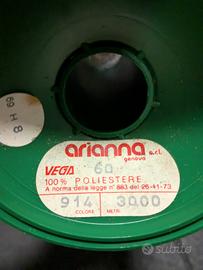 69 H 8
arianna s.r.l.
genova
VEGA 60
100% POLIESTERE
A norma della legge n° 883 del 26-11-73
914 3000
COLORE METRI
subito